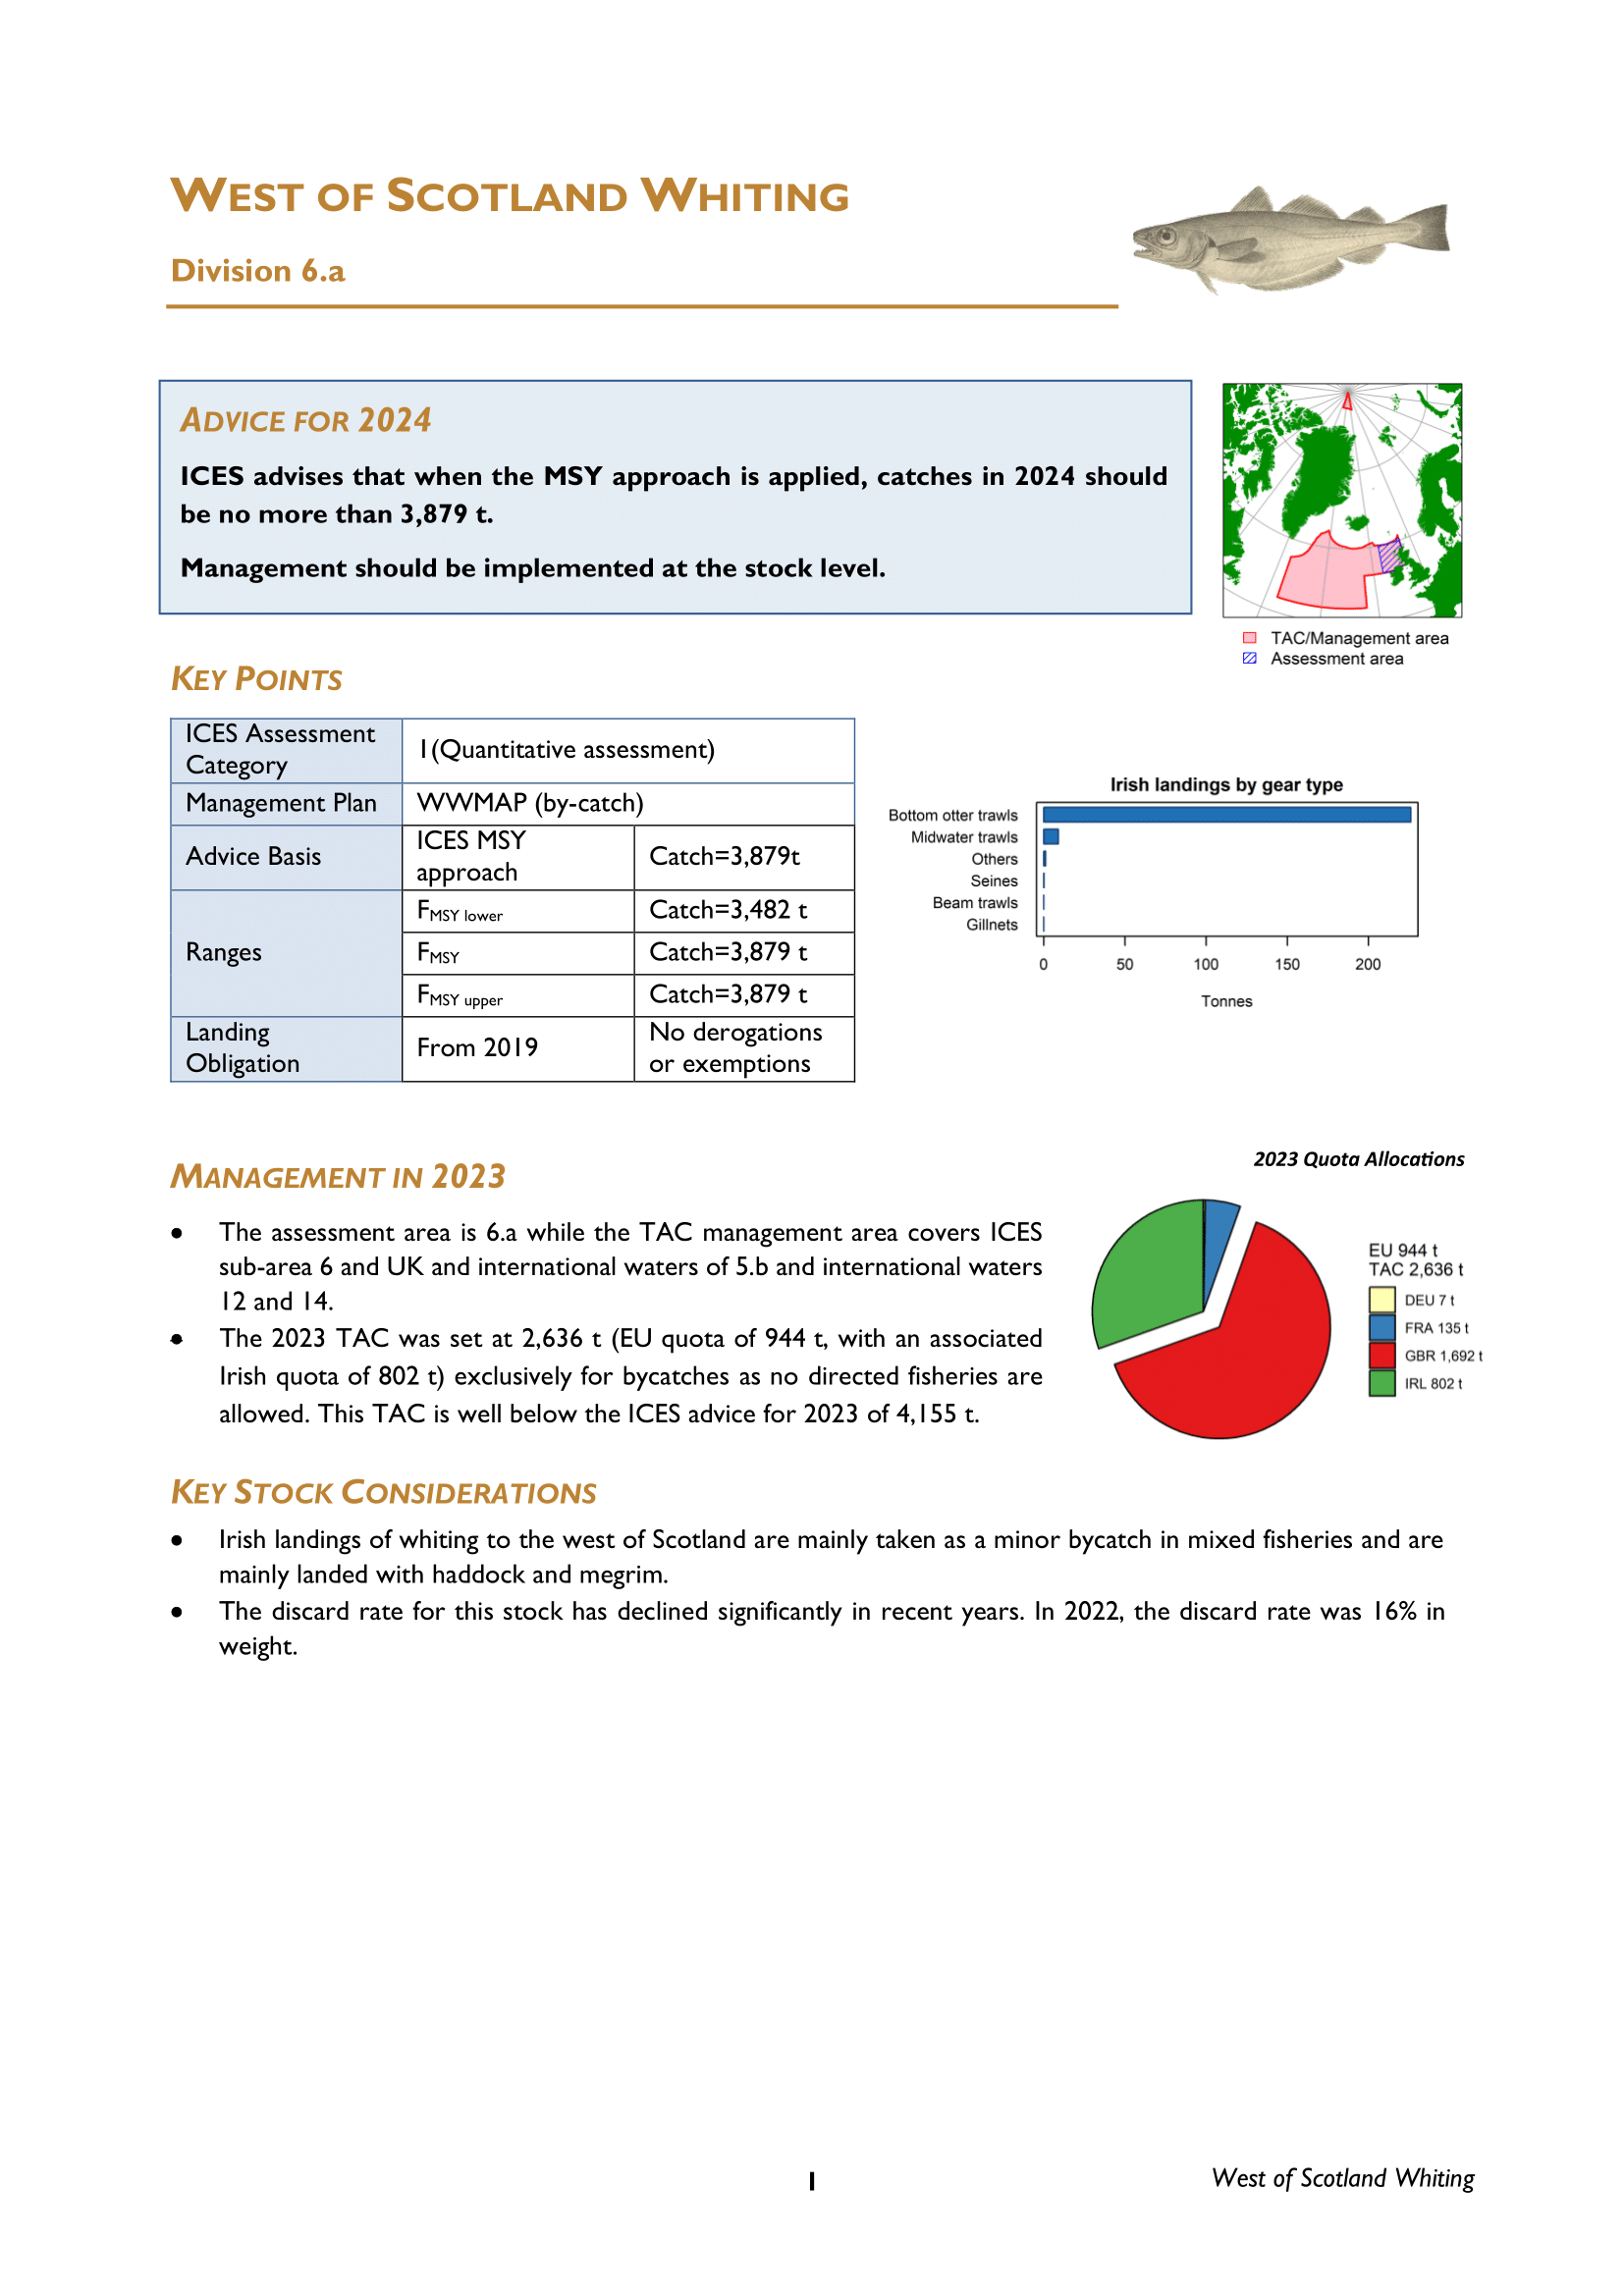 WEST OF SCOTLAND WHITING
Division 6.a
ADVICE FOR 2024
ICES advises that when the MSY approach is applied, catches in 2024 should
be no more than 3,879 t.
Management should be implemented at the stock level.
TAC/Management area
Assessment area
KEY POINTS
ICES Assessment
Category
1(Quantitative assessment)
Management Plan
WWMAP (by-catch)
Advice Basis
ICES MSY
approach
Catch=3,879t
Ranges
FMSY lower
Catch=3,482 t
FMSY
Catch=3,879 t
FMSY upper
Catch=3,879 t
Landing
Obligation
From 2019
No derogations
or exemptions
Irish landings by gear type
Bottom otter trawls
Midwater trawls
Others
Seines
Beam trawls
Gillnets
0 50 100 150 200
Tonnes
MANAGEMENT IN 2023
• The assessment area is 6.a while the TAC management area covers ICES
sub-area 6 and UK and international waters of 5.b and international waters
12 and 14.
• The 2023 TAC was set at 2,636 t (EU quota of 944 t, with an associated
Irish quota of 802 t) exclusively for bycatches as no directed fisheries are
allowed. This TAC is well below the ICES advice for 2023 of 4,155 t.
2023 Quota Allocations
EU 944 t
TAC 2,636 t
DEU 7 t
FRA 135 t
GBR 1,692 t
IRL 802 t
KEY STOCK CONSIDERATIONS
• Irish landings of whiting to the west of Scotland are mainly taken as a minor bycatch in mixed fisheries and are
mainly landed with haddock and megrim.
• The discard rate for this stock has declined significantly in recent years. In 2022, the discard rate was 16% in
weight.
1
West of Scotland Whiting